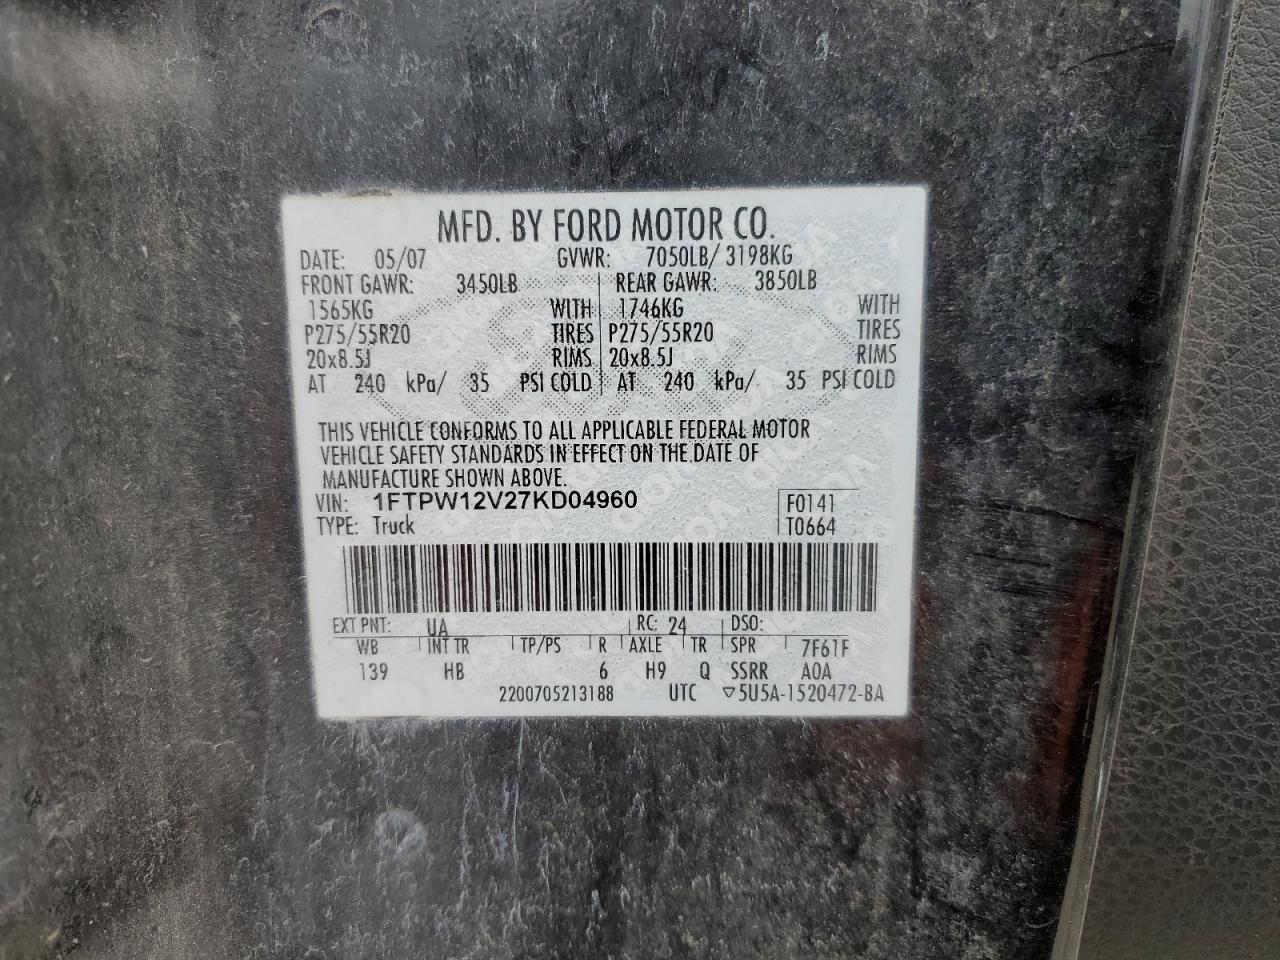 MFD. BY FORD MOTOR CO.
DATE: 05/07 GVWR: 7050LB/ 3198KG
FRONT GAWR: 3450LB REAR GAWR: 3850LB
1565KG WITH 1746KG WITH
P275/55R20 TIRES P275/55R20 TIRES
20x8.5J RIMS 20x8.5J RIMS
AT 240 kPa/ 35 PSI COLD AT 240 kPa/ 35 PSI COLD
THIS VEHICLE CONFORMS TO ALL APPLICABLE FEDERAL MOTOR
VEHICLE SAFETY STANDARDS IN EFFECT ON THE DATE OF
MANUFACTURE SHOWN ABOVE.
VIN: 1FTPW12V27KD04960 F0141
TYPE: Truck T0664
EXT PNT: UA RC: 24 DSO:
WB INT TR TP/PS R AXLE TR SPR 7F61F
139 HB 6 H9 Q SSRR AOA
2200705213188 UTC ▽5U5A-1520472-BA